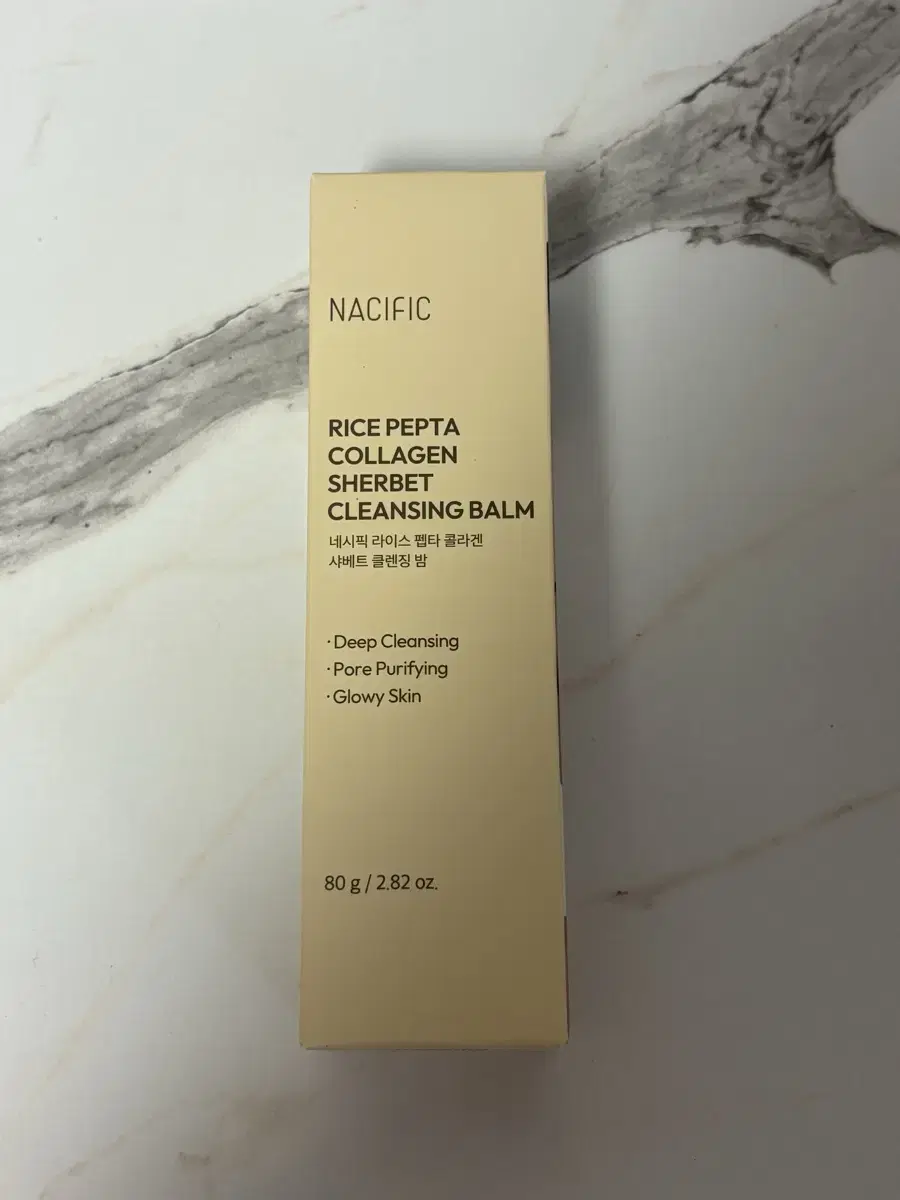 NACIFIC
RICE PEPTA
COLLAGEN
SHERBET
CLEANSING BALM
네시픽 라이스 펩타 콜라겐
샤베트 클렌징 밤
·Deep Cleansing
·Pore Purifying
·Glowy Skin
80 g / 2.82 oz.